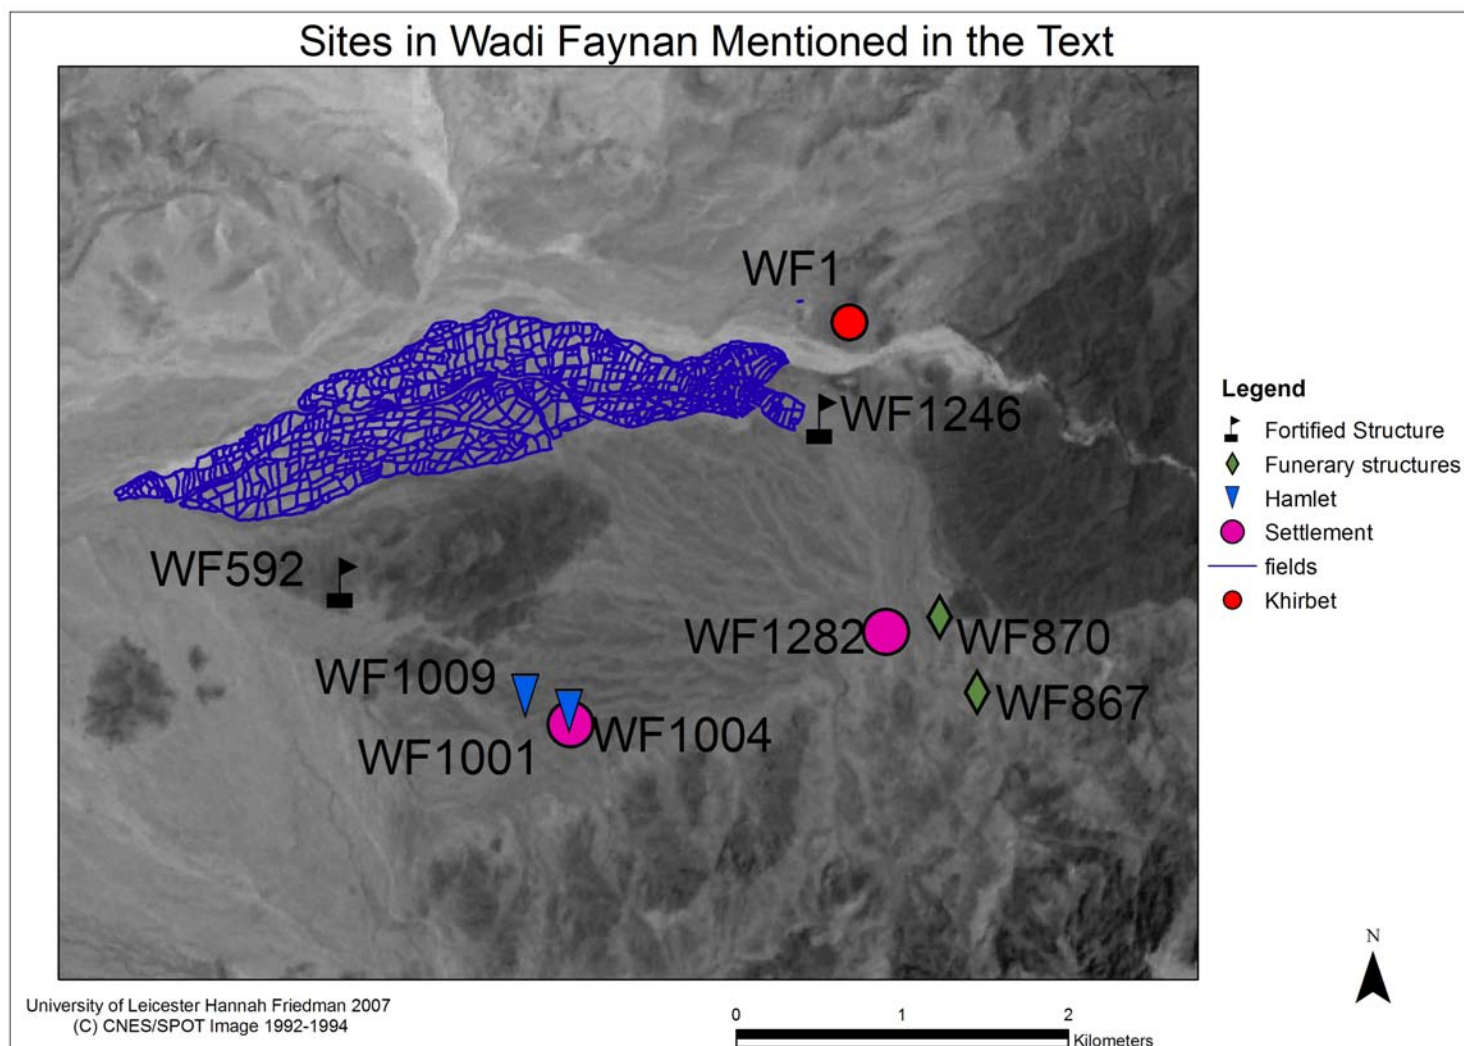 Sites in Wadi Faynan Mentioned in the Text
WF1
WF1246
WF592
WF1282
WF870
WF1009
WF867
WF1004
WF1001
Legend
Fortified Structure
Funerary structures
Hamlet
Settlement
fields
Khirbet
N
University of Leicester Hannah Friedman 2007
(C) CNES/SPOT Image 1992-1994
0 1 2
Kilometers